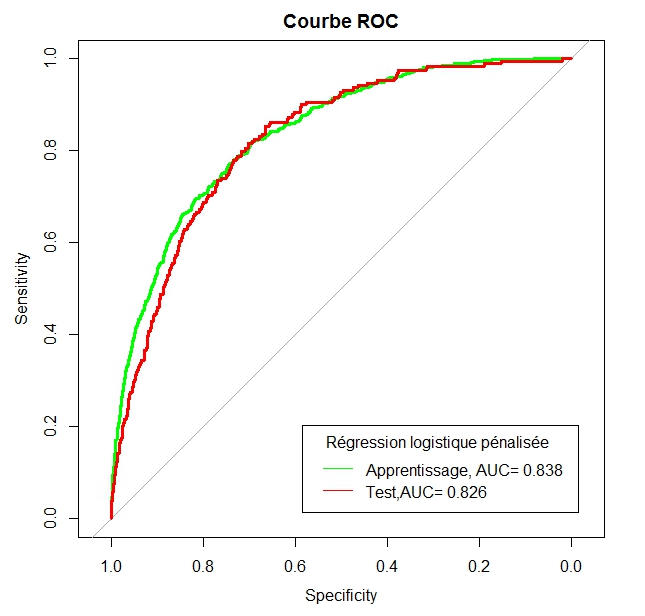 Courbe ROC
Sensitivity
1.0
0.8
0.6
0.4
0.2
0.0
Régression logistique pénalisée
Apprentissage, AUC= 0.838
Test,AUC= 0.826
1.0 0.8 0.6 0.4 0.2 0.0
Specificity